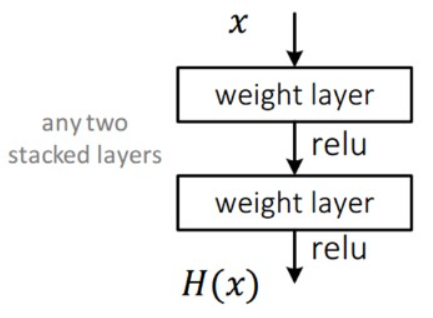 x
weight layer
any two
stacked layers
relu
weight layer
relu
H(x)